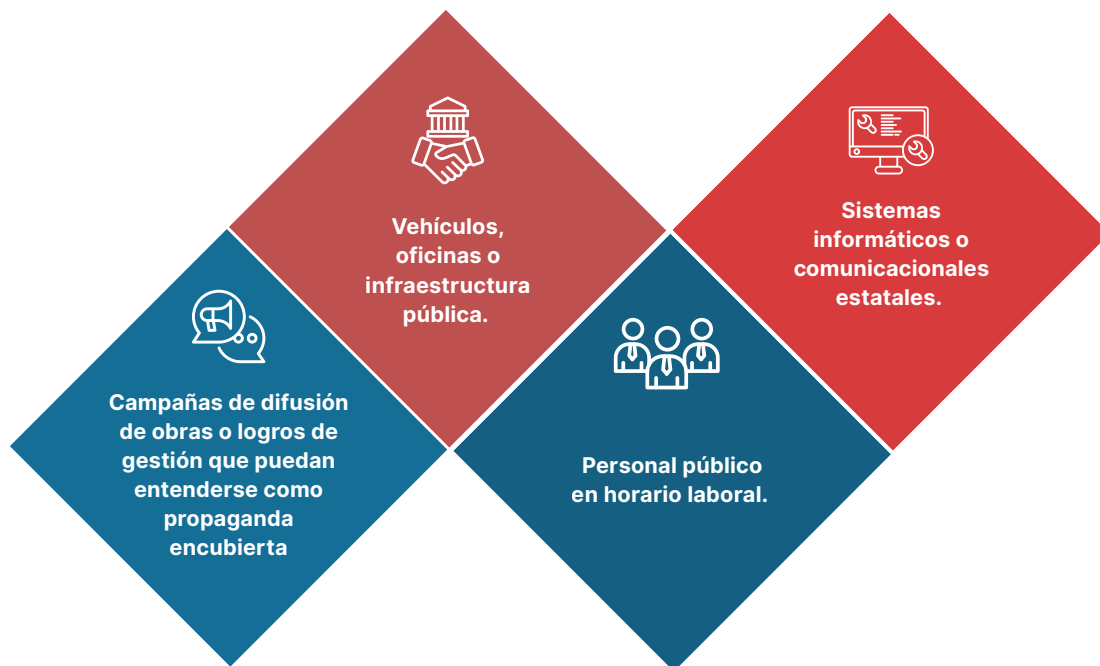 Campañas de difusión
de obras o logros de
gestión que puedan
entenderse como
propaganda
encubierta
Vehículos,
oficinas o
infraestructura
pública.
Personal público
en horario laboral.
Sistemas
informáticos o
comunicacionales
estatales.